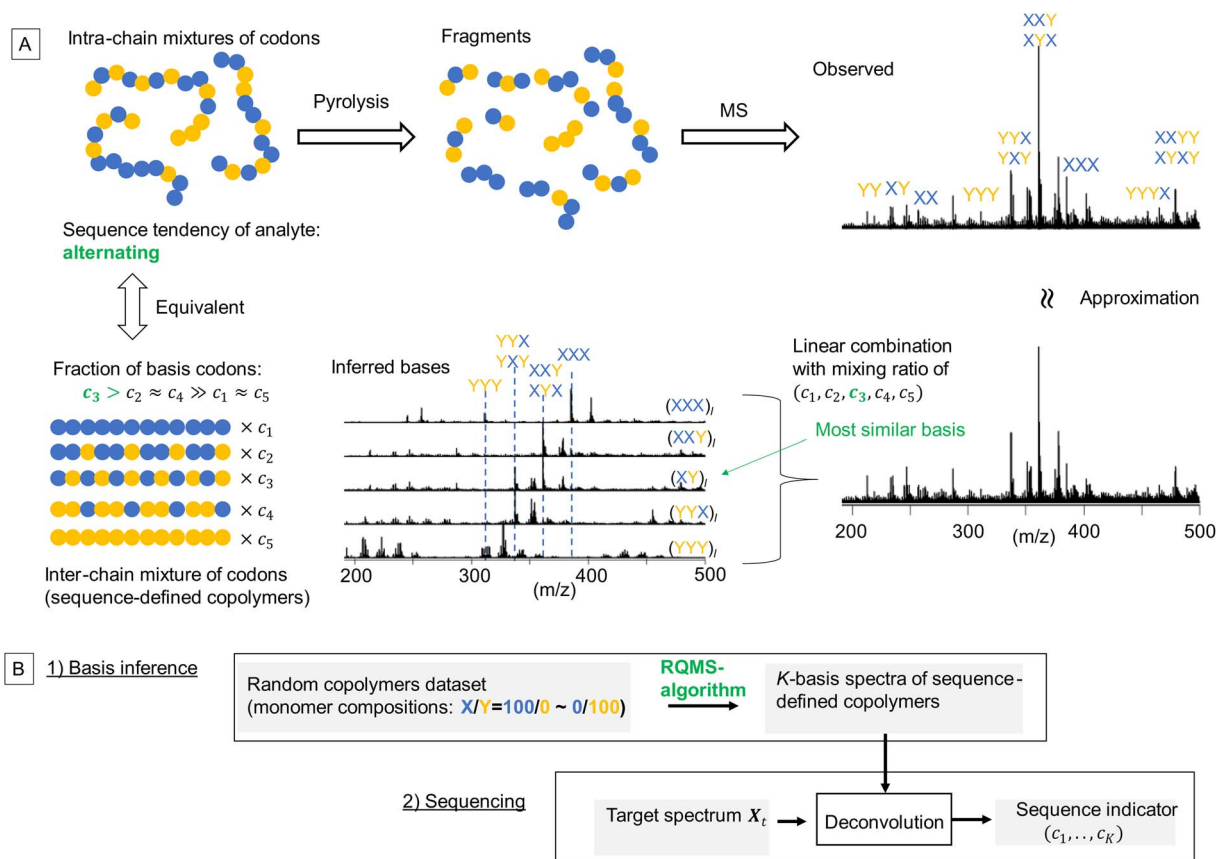 A
Intra-chain mixtures of codons
Pyrolysis
Fragments
MS
Observed
XXY
XYX
YYX
YXY
XXX
XXYY
XYXY
YY XY XX
YYY
YYYX
Sequence tendency of analyte:
alternating
Equivalent
Approximation
Fraction of basis codons:
c₃ > c₂ ≈ c₄ ≫ c₁ ≈ c₅
× c₁
× c₂
× c₃
× c₄
× c₅
Inter-chain mixture of codons
(sequence-defined copolymers)
Inferred bases
YYX
YXY
XXX
XXY
XYX
YYY
(XXX)l
(XXY)l
(XY)l
(YYX)l
(YYY)l
200 300 400 500
(m/z)
Linear combination
with mixing ratio of
(c₁, c₂, c₃, c₄, c₅)
Most similar basis
200 300 400 500
(m/z)
B
1) Basis inference
Random copolymers dataset
(monomer compositions: X/Y=100/0 ~ 0/100)
RQMS-
algorithm
K-basis spectra of sequence-
defined copolymers
2) Sequencing
Target spectrum Xt
Deconvolution
Sequence indicator
(c₁,..,cK)